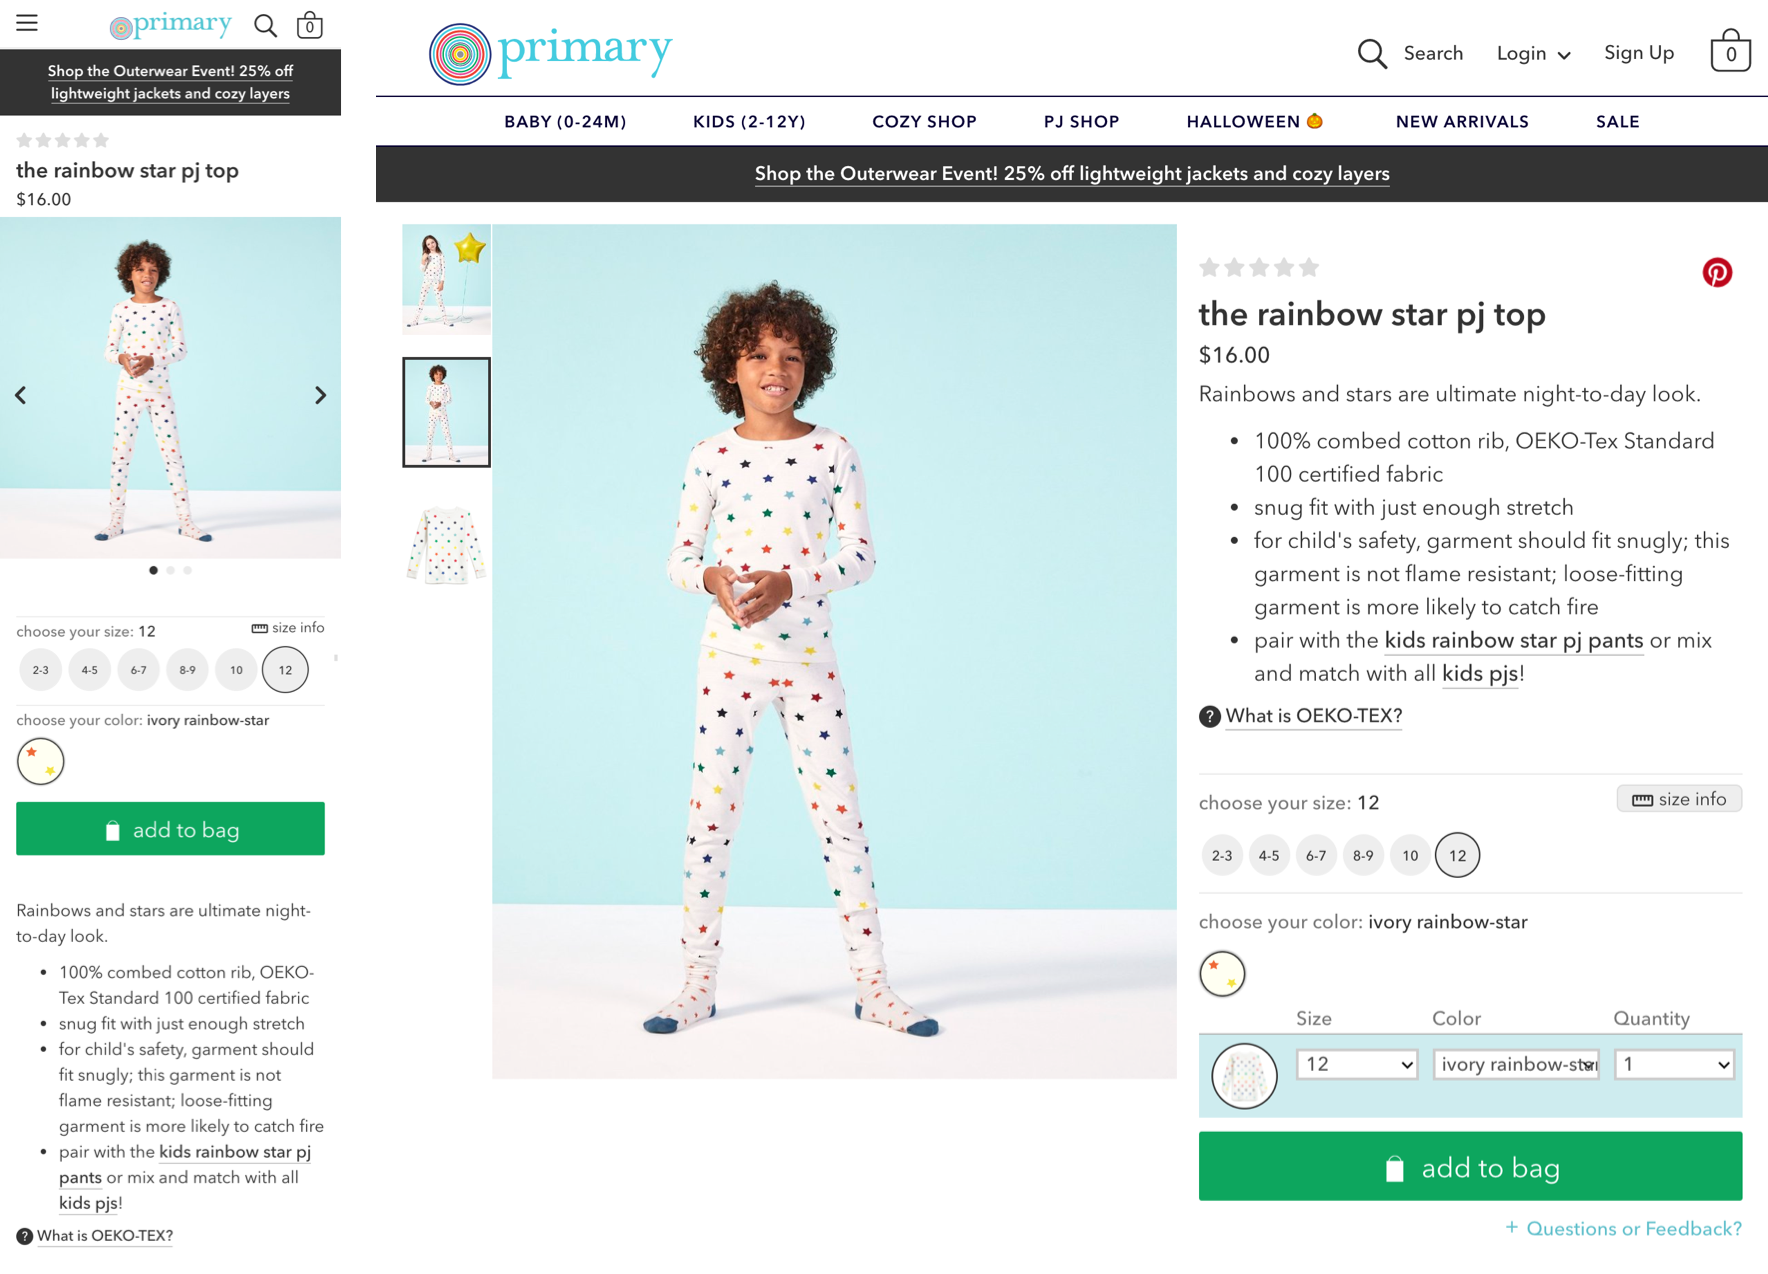 primary
0
Shop the Outerwear Event! 25% off
lightweight jackets and cozy layers
the rainbow star pj top
$16.00
choose your size: 12
size info
2-3 4-5 6-7 8-9 10 12
choose your color: ivory rainbow-star
add to bag
Rainbows and stars are ultimate night-
to-day look.
• 100% combed cotton rib, OEKO-
Tex Standard 100 certified fabric
• snug fit with just enough stretch
• for child's safety, garment should
fit snugly; this garment is not
flame resistant; loose-fitting
garment is more likely to catch fire
• pair with the kids rainbow star pj
pants or mix and match with all
kids pjs!
? What is OEKO-TEX?
primary
Search Login Sign Up 0
BABY (0-24M) KIDS (2-12Y) COZY SHOP PJ SHOP HALLOWEEN NEW ARRIVALS SALE
Shop the Outerwear Event! 25% off lightweight jackets and cozy layers
the rainbow star pj top
$16.00
Rainbows and stars are ultimate night-to-day look.
• 100% combed cotton rib, OEKO-Tex Standard
100 certified fabric
• snug fit with just enough stretch
• for child's safety, garment should fit snugly; this
garment is not flame resistant; loose-fitting
garment is more likely to catch fire
• pair with the kids rainbow star pj pants or mix
and match with all kids pjs!
? What is OEKO-TEX?
choose your size: 12
size info
2-3 4-5 6-7 8-9 10 12
choose your color: ivory rainbow-star
Size Color Quantity
12 ivory rainbow-star 1
add to bag
+ Questions or Feedback?